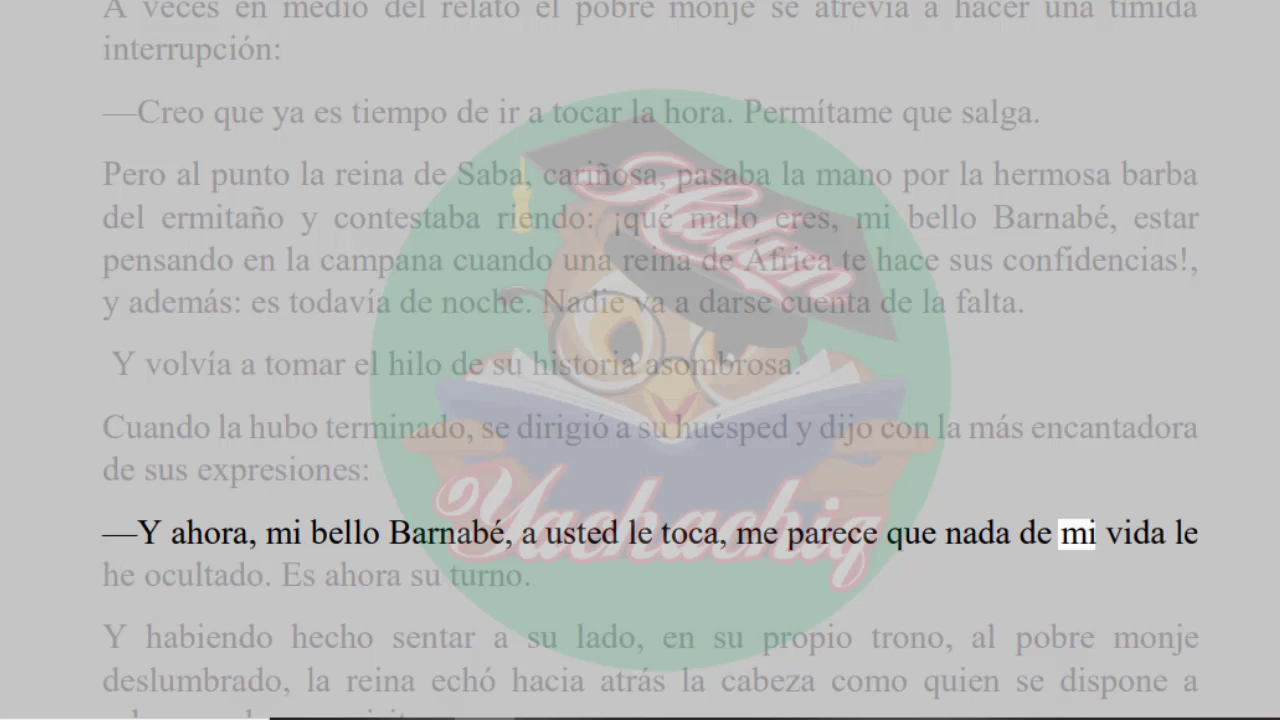 A veces en medio del relato el pobre monje se atrevía a hacer una tímida
interrupción:
—Creo que ya es tiempo de ir a tocar la hora. Permítame que salga.
Pero al punto la reina de Saba, cariñosa, pasaba la mano por la hermosa barba
del ermitaño y contestaba riendo: ¡qué malo eres, mi bello Barnabé, estar
pensando en la campana cuando una reina de África te hace sus confidencias!,
y además: es todavía de noche. Nadie va a darse cuenta de la falta.
Y volvía a tomar el hilo de su historia asombrosa.
Cuando la hubo terminado, se dirigió a su huésped y dijo con la más encantadora
de sus expresiones:
—Y ahora, mi bello Barnabé, a usted le toca, me parece que nada de mi vida le
he ocultado. Es ahora su turno.
Y habiendo hecho sentar a su lado, en su propio trono, al pobre monje
deslumbrado, la reina echó hacia atrás la cabeza como quien se dispone a
Yachachiq